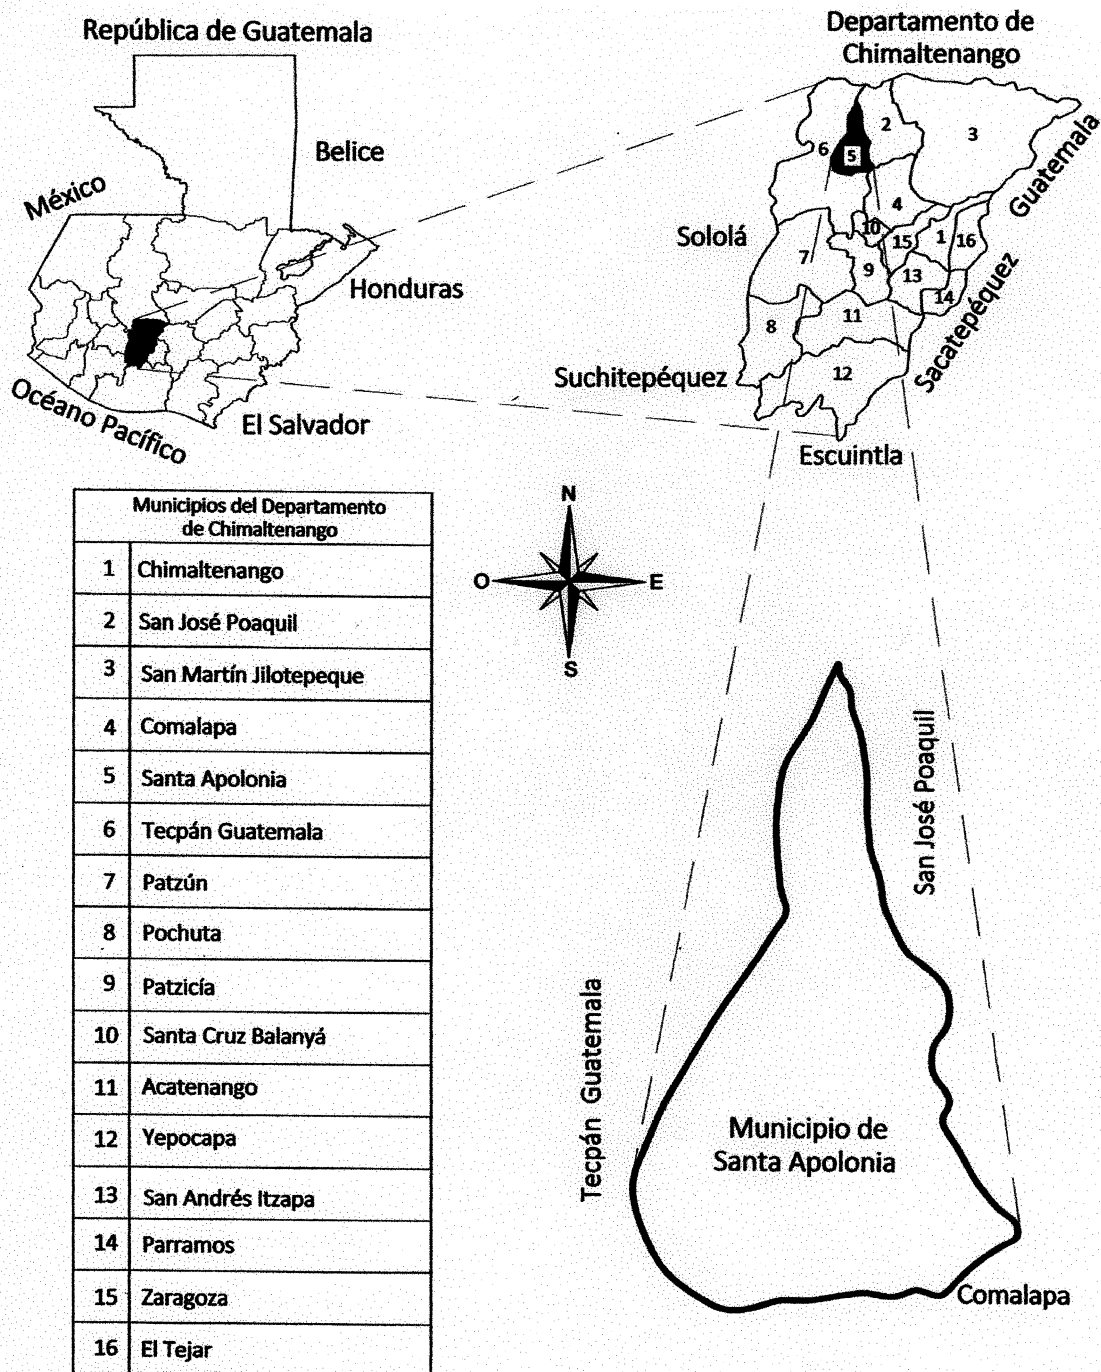 República de Guatemala
Belice
México
Honduras
Océano Pacífico
El Salvador
Departamento de
Chimaltenango
2
3
6
5
Guatemala
4
Sololá
10
15
1
16
7
9
13
14
Sacatepéquez
8
11
Suchitepéquez
12
Escuintla
Municipios del Departamento
de Chimaltenango
1 Chimaltenango
2 San José Poaquil
3 San Martín Jilotepeque
4 Comalapa
5 Santa Apolonia
6 Tecpán Guatemala
7 Patzún
8 Pochuta
9 Patzicía
10 Santa Cruz Balanyá
11 Acatenango
12 Yepocapa
13 San Andrés Itzapa
14 Parramos
15 Zaragoza
16 El Tejar
N
O
E
S
San José Poaquil
Tecpán Guatemala
Municipio de
Santa Apolonia
Comalapa